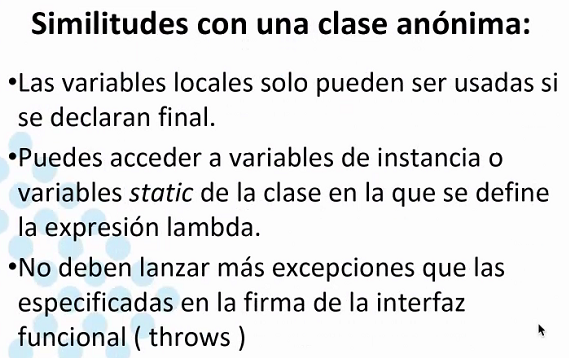 Similitudes con una clase anónima:
•Las variables locales solo pueden ser usadas si
se declaran final.
•Puedes acceder a variables de instancia o
variables static de la clase en la que se define
la expresión lambda.
•No deben lanzar más excepciones que las
especificadas en la firma de la interfaz
funcional ( throws )